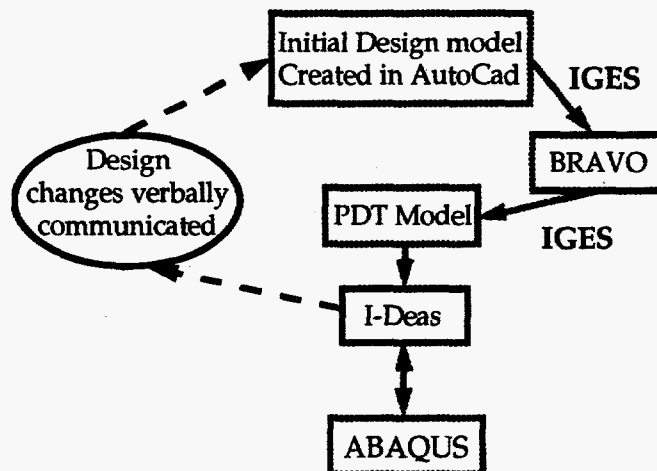 Initial Design model
Created in AutoCad
IGES
BRAVO
Design
changes verbally
communicated
PDT Model
IGES
I-Deas
ABAQUS